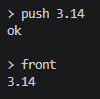 > push 3.14
ok
> front
3.14